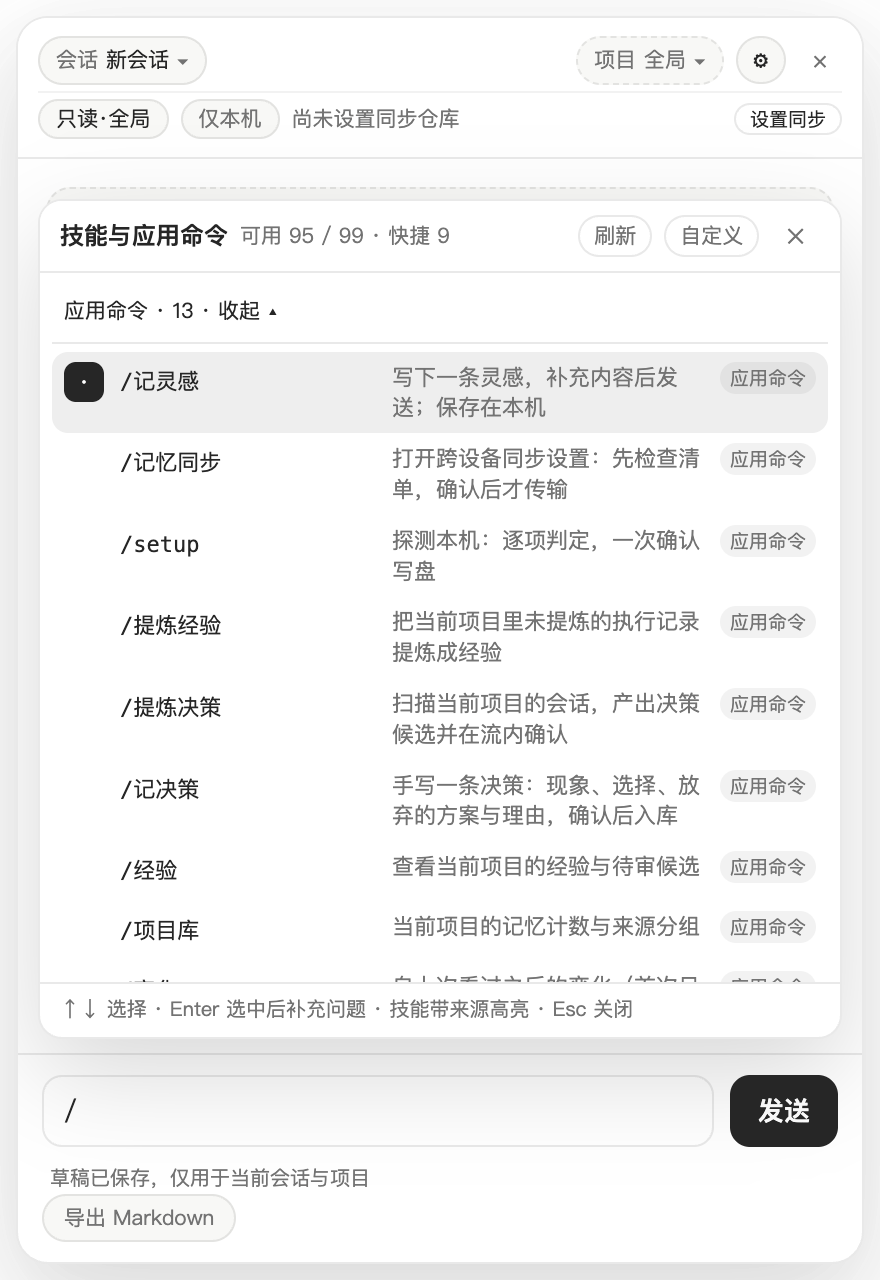 会话 新会话 ▾ 项目 全局 ▾ ⚙ ×
只读·全局 仅本机 尚未设置同步仓库 设置同步
技能与应用命令 可用 95 / 99 · 快捷 9 刷新 自定义 ×
应用命令 · 13 · 收起 ▴
· /记灵感 写下一条灵感，补充内容后发 应用命令
送；保存在本机
/记忆同步 打开跨设备同步设置：先检查清 应用命令
单，确认后才传输
/setup 探测本机：逐项判定，一次确认 应用命令
写盘
/提炼经验 把当前项目里未提炼的执行记录 应用命令
提炼成经验
/提炼决策 扫描当前项目的会话，产出决策 应用命令
候选并在流内确认
/记决策 手写一条决策：现象、选择、放 应用命令
弃的方案与理由，确认后入库
/经验 查看当前项目的经验与待审候选 应用命令
/项目库 当前项目的记忆计数与来源分组 应用命令
↑↓ 选择 · Enter 选中后补充问题 · 技能带来源高亮 · Esc 关闭
/ 发送
草稿已保存，仅用于当前会话与项目
导出 Markdown